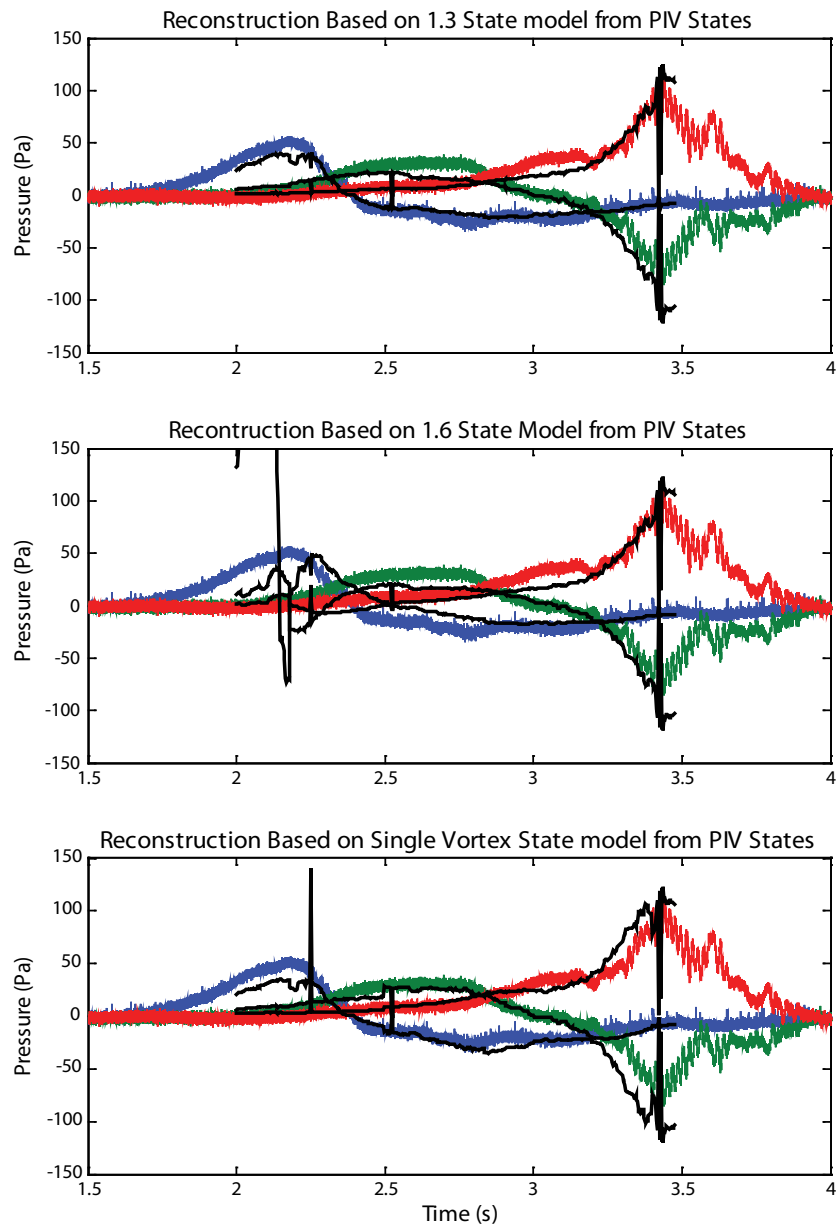 Reconstruction Based on 1.3 State model from PIV States
150
100
50
0
-50
-100
-150
Pressure (Pa)
1.5 2 2.5 3 3.5 4
Recontruction Based on 1.6 State Model from PIV States
150
100
50
0
-50
-100
-150
Pressure (Pa)
1.5 2 2.5 3 3.5 4
Reconstruction Based on Single Vortex State model from PIV States
150
100
50
0
-50
-100
-150
Pressure (Pa)
1.5 2 2.5 3 3.5 4
Time (s)